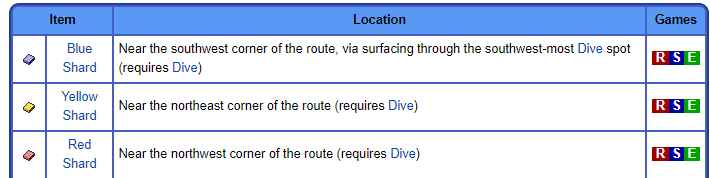 Item Location Games
Blue Shard Near the southwest corner of the route, via surfacing through the southwest-most Dive spot (requires Dive) R S E
Yellow Shard Near the northeast corner of the route (requires Dive) R S E
Red Shard Near the northwest corner of the route (requires Dive) R S E